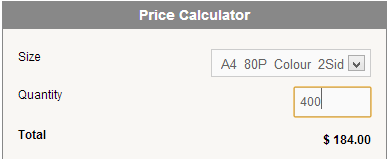 Price Calculator
Size A4 80P Colour 2Sid
Quantity 400
Total $ 184.00